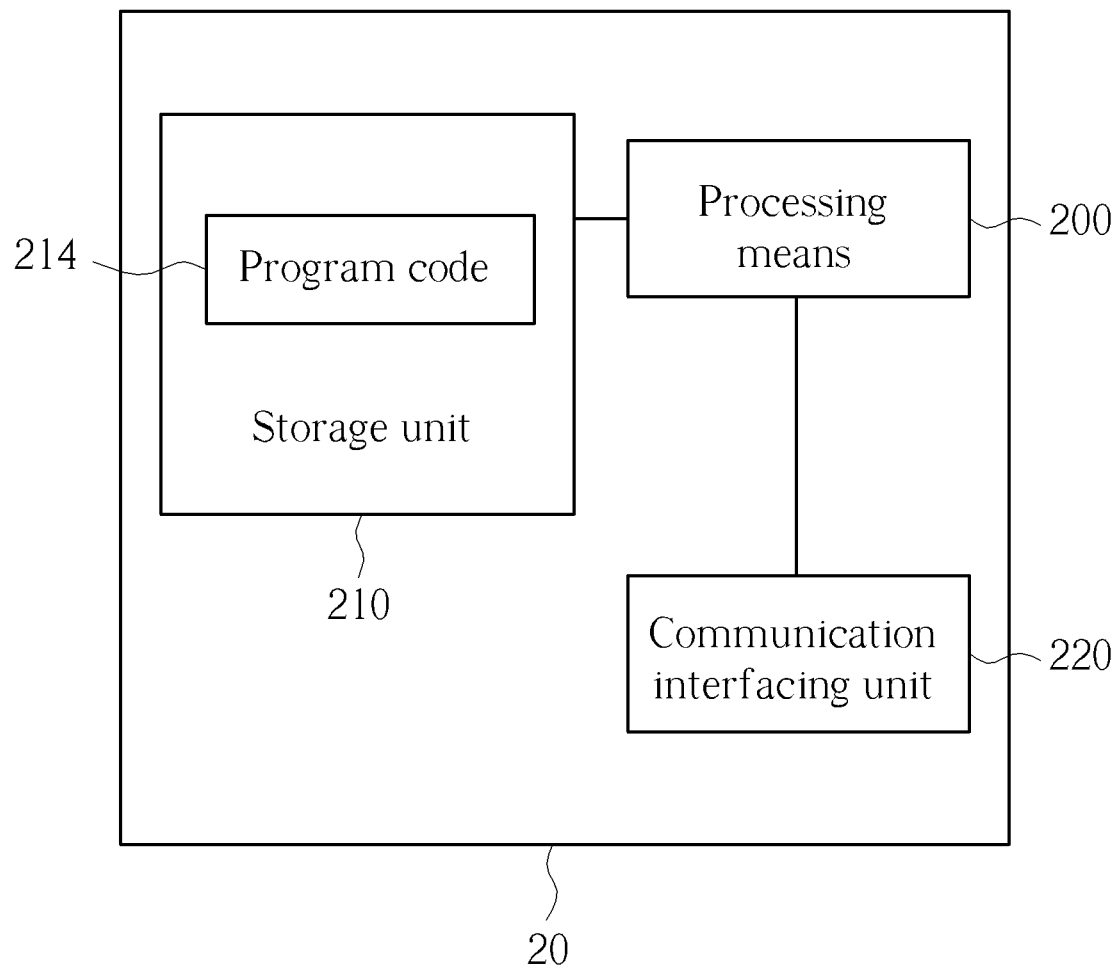 Processing
means
200
214
Program code
Storage unit
210
Communication
interfacing unit
220
20